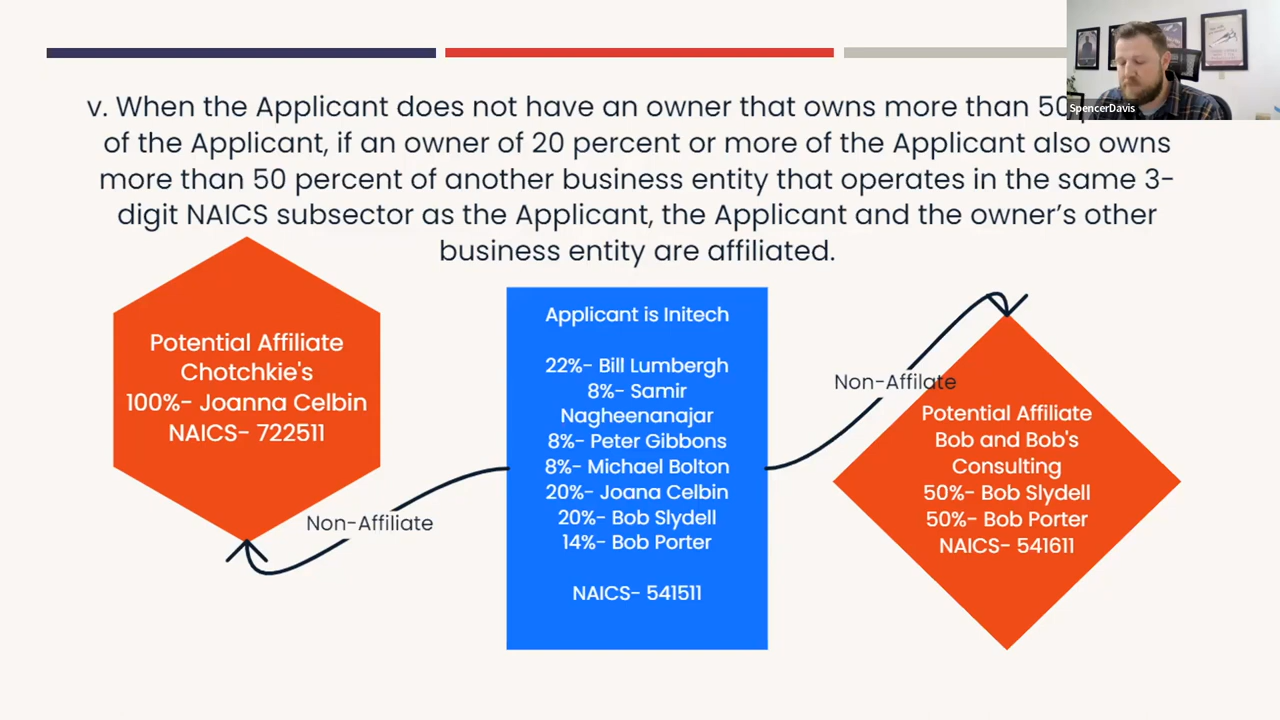 v. When the Applicant does not have an owner that owns more than 50
of the Applicant, if an owner of 20 percent or more of the Applicant also owns
more than 50 percent of another business entity that operates in the same 3-
digit NAICS subsector as the Applicant, the Applicant and the owner's other
business entity are affiliated.
SpencerDavis
Potential Affiliate
Chotchkie's
100%- Joanna Celbin
NAICS- 722511
Non-Affiliate
Applicant is Initech
22%- Bill Lumbergh
8%- Samir
Nagheenanajar
8%- Peter Gibbons
8%- Michael Bolton
20%- Joana Celbin
20%- Bob Slydell
14%- Bob Porter
NAICS- 541511
Non-Affilate
Potential Affiliate
Bob and Bob's
Consulting
50%- Bob Slydell
50%- Bob Porter
NAICS- 541611